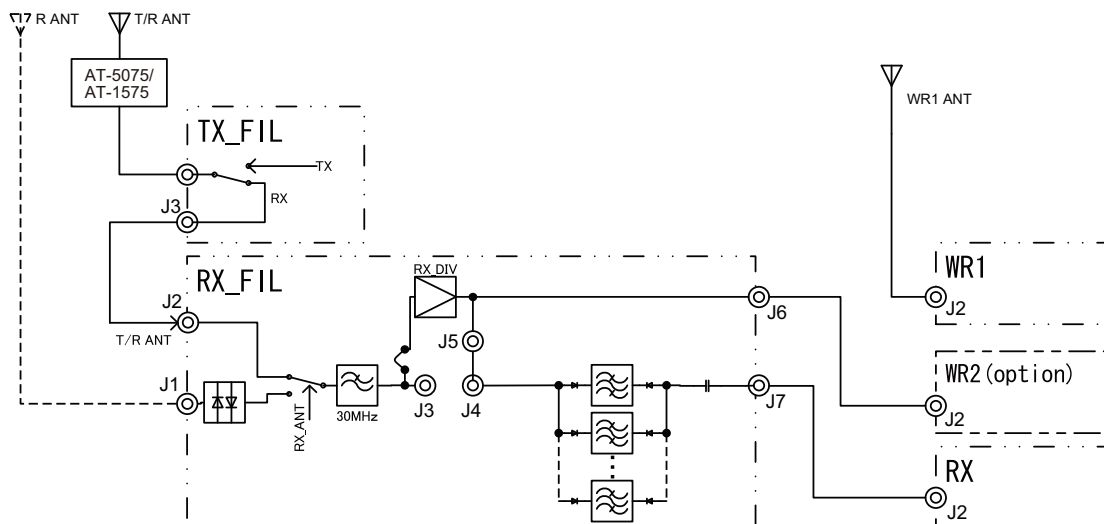 R ANT
T/R ANT
AT-5075/
AT-1575
WR1 ANT
TX_FIL
TX
RX
J3
RX_FIL
RX_DIV
WR1
J2
J2
J6
T/R ANT
J5
WR2(option)
J1
J3
J4
J7
30MHz
RX_ANT
J2
RX
J2